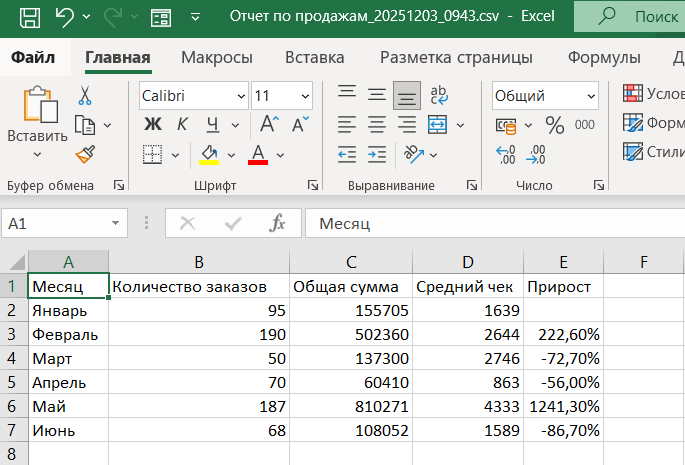 Отчет по продажам_20251203_0943.csv - Excel Поиск
Файл Главная Макросы Вставка Разметка страницы Формулы Д
Вставить
Calibri 11
Ж К Ч
Общий
% 000
Услов
Форм
Стили
Буфер обмена Шрифт Выравнивание Число
A1 fx Месяц
A B C D E F
1 Месяц Количество заказов Общая сумма Средний чек Прирост
2 Январь 95 155705 1639
3 Февраль 190 502360 2644 222,60%
4 Март 50 137300 2746 -72,70%
5 Апрель 70 60410 863 -56,00%
6 Май 187 810271 4333 1241,30%
7 Июнь 68 108052 1589 -86,70%
8